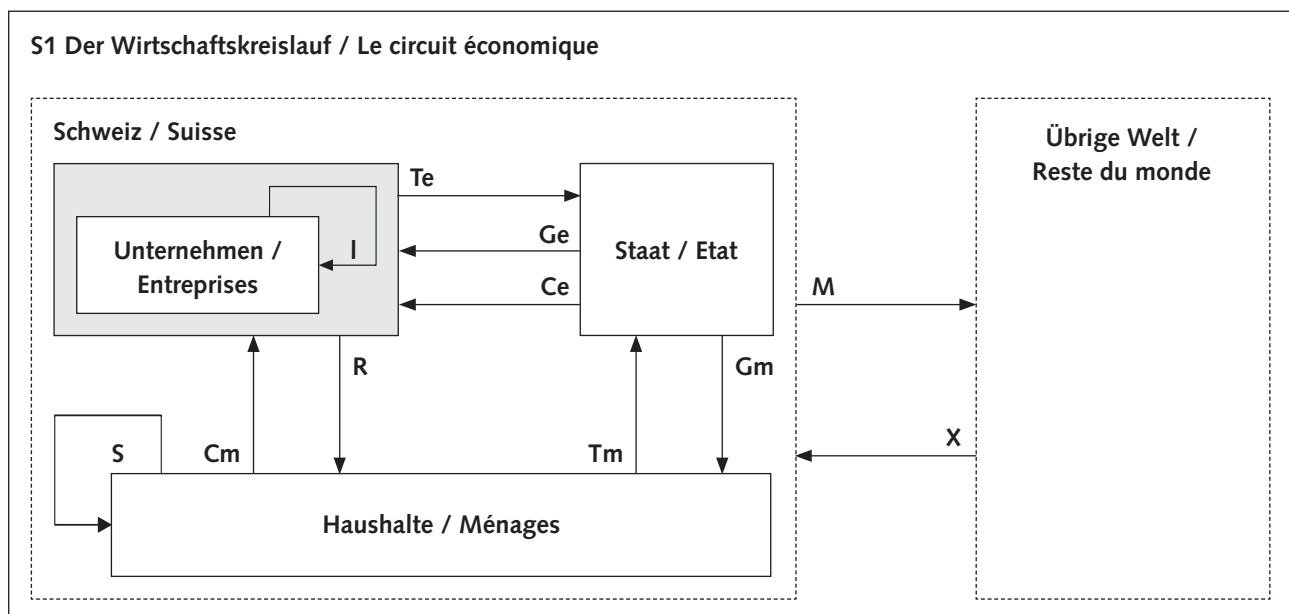 S1 Der Wirtschaftskreislauf / Le circuit économique
Schweiz / Suisse
Übrige Welt /
Reste du monde
Te
Unternehmen /
Entreprises
I
Ge
Staat / Etat
Ce
M
R
Gm
S
Cm
Tm
X
Haushalte / Ménages